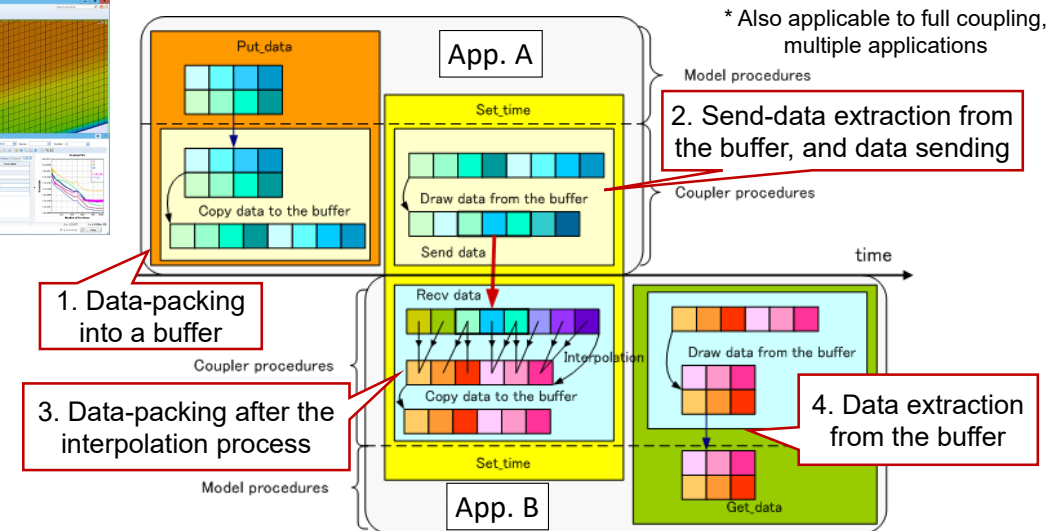 * Also applicable to full coupling,
multiple applications
App. A
Put_data
Model procedures
Set_time
2. Send-data extraction from
the buffer, and data sending
Coupler procedures
Draw data from the buffer
Copy data to the buffer
Send data
time
1. Data-packing
into a buffer
Recv data
Interpolation
Draw data from the buffer
Coupler procedures
Copy data to the buffer
3. Data-packing after the
interpolation process
4. Data extraction
from the buffer
Set_time
Model procedures
App. B
Get_data